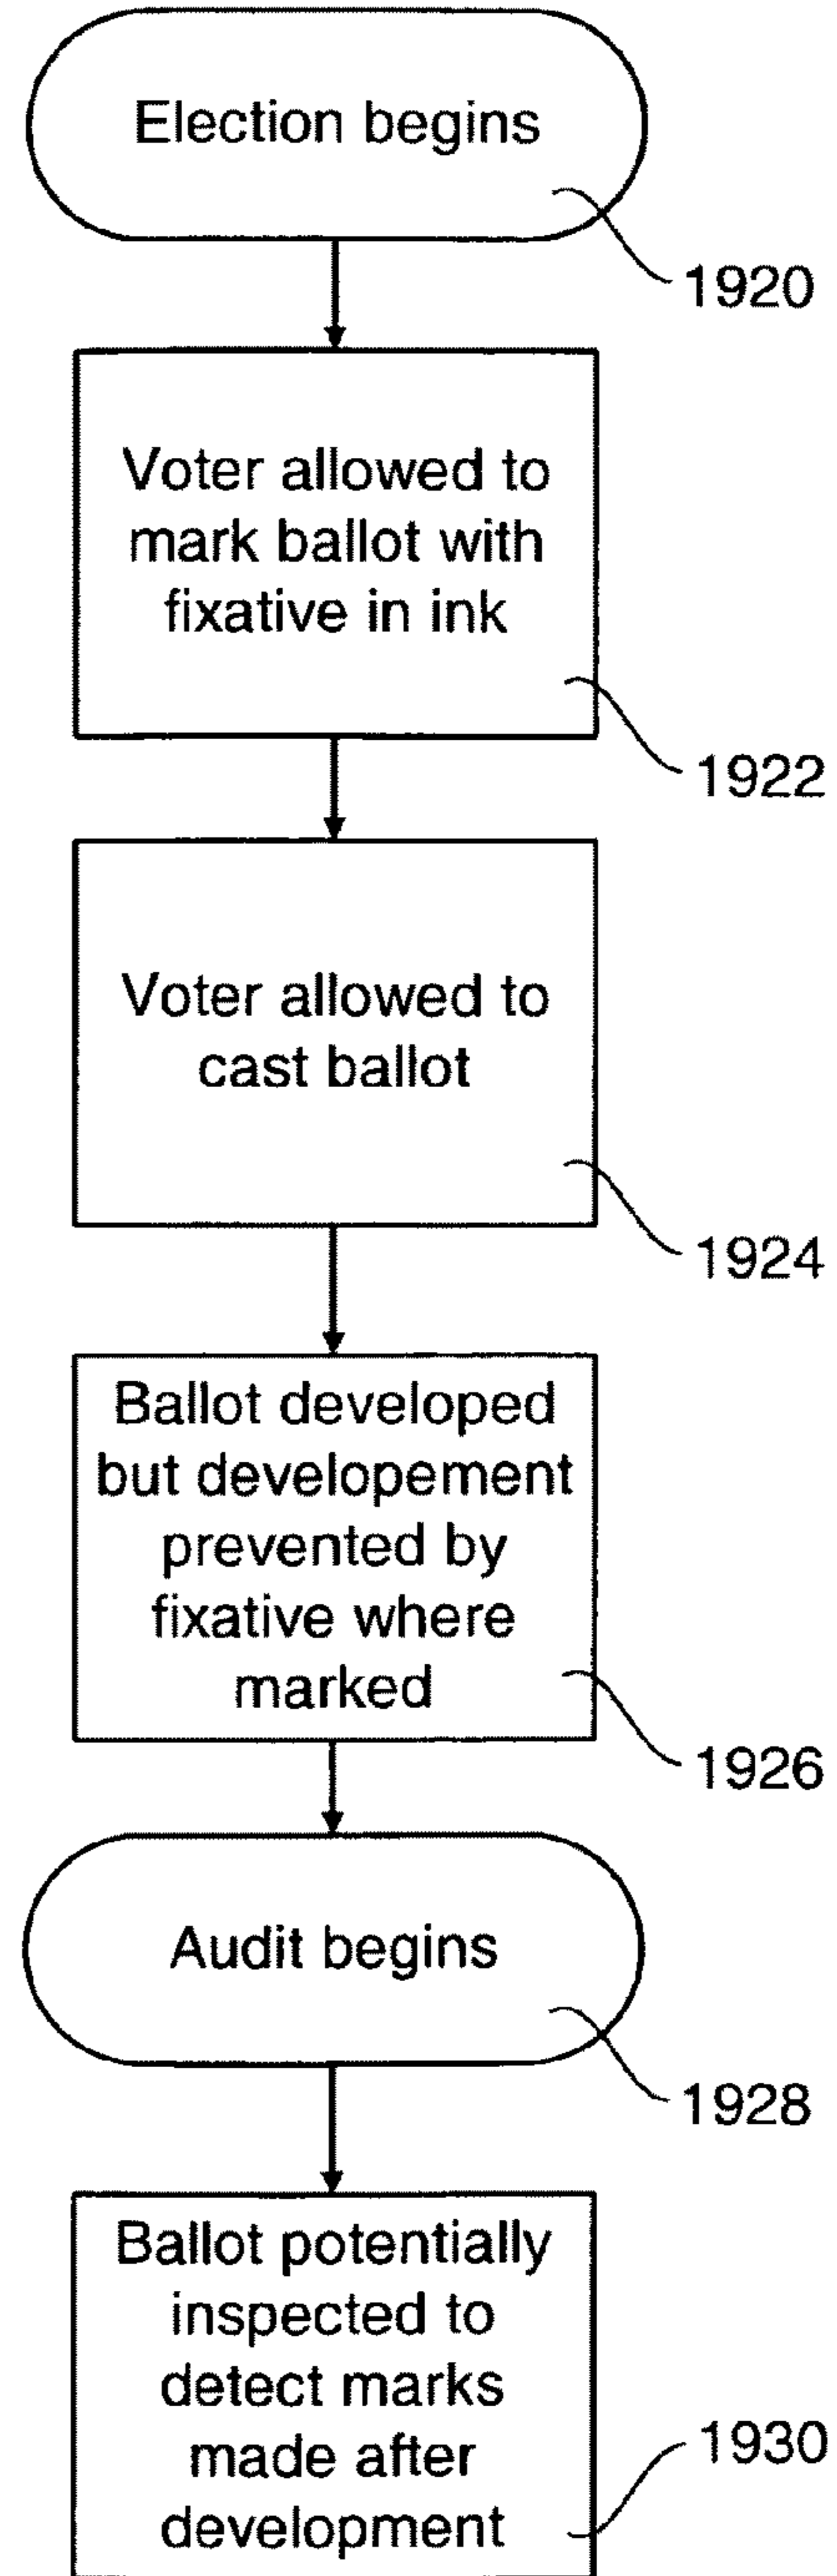 Election begins
1920
Voter allowed to
mark ballot with
fixative in ink
1922
Voter allowed to
cast ballot
1924
Ballot developed
but developement
prevented by
fixative where
marked
1926
Audit begins
1928
Ballot potentially
inspected to
detect marks
made after
development
1930